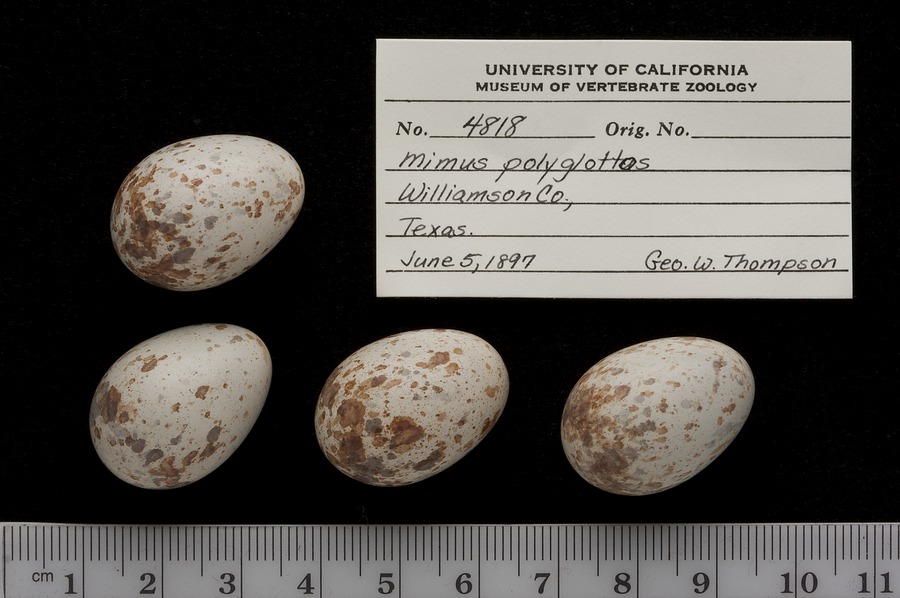 UNIVERSITY OF CALIFORNIA
MUSEUM OF VERTEBRATE ZOOLOGY
No. 4818 Orig. No.
Mimus polyglottos
Williamson Co.,
Texas.
June 5, 1897 Geo. W. Thompson
cm 1 2 3 4 5 6 7 8 9 10 11